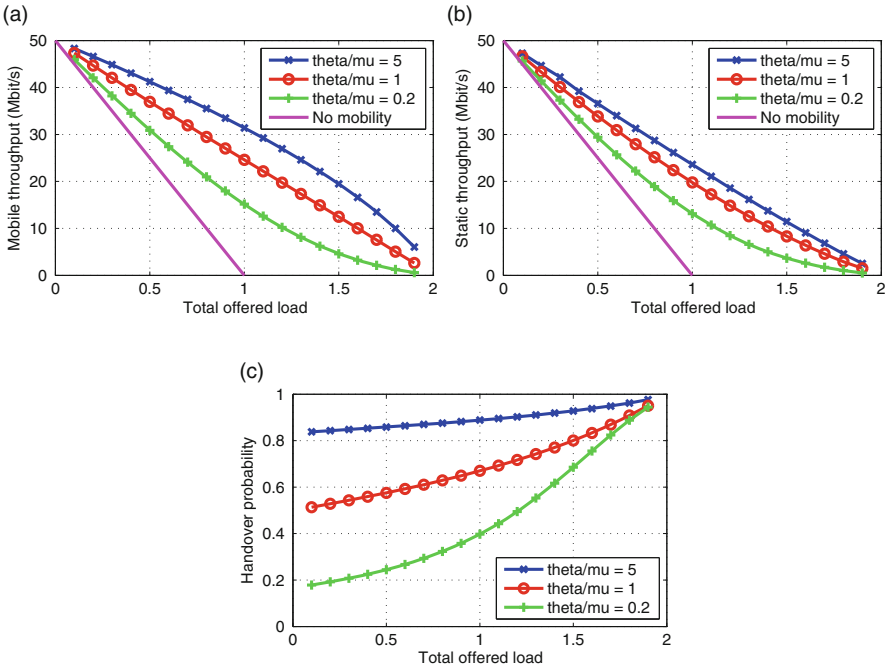 (a)
50
40
30
20
10
0
Mobile throughput (Mbit/s)
theta/mu = 5
theta/mu = 1
theta/mu = 0.2
No mobility
0
0.5
1
1.5
2
Total offered load
(b)
50
40
30
20
10
0
Static throughput (Mbit/s)
theta/mu = 5
theta/mu = 1
theta/mu = 0.2
No mobility
0
0.5
1
1.5
2
Total offered load
(c)
1
0.8
0.6
0.4
0.2
0
Handover probability
theta/mu = 5
theta/mu = 1
theta/mu = 0.2
0
0.5
1
1.5
2
Total offered load